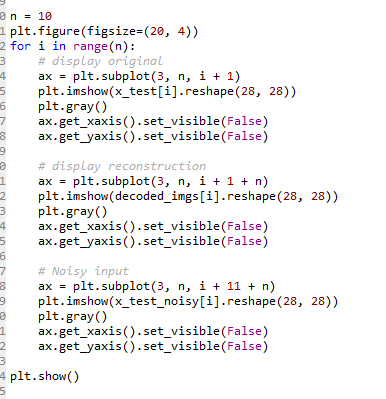 0 n = 10
1 plt.figure(figsize=(20, 4))
2 for i in range(n):
3     # display original
4     ax = plt.subplot(3, n, i + 1)
5     plt.imshow(x_test[i].reshape(28, 28))
6     plt.gray()
7     ax.get_xaxis().set_visible(False)
8     ax.get_yaxis().set_visible(False)
9
0     # display reconstruction
1     ax = plt.subplot(3, n, i + 1 + n)
2     plt.imshow(decoded_imgs[i].reshape(28, 28))
3     plt.gray()
4     ax.get_xaxis().set_visible(False)
5     ax.get_yaxis().set_visible(False)
6
7     # Noisy input
8     ax = plt.subplot(3, n, i + 11 + n)
9     plt.imshow(x_test_noisy[i].reshape(28, 28))
0     plt.gray()
1     ax.get_xaxis().set_visible(False)
2     ax.get_yaxis().set_visible(False)
3
4 plt.show()
5